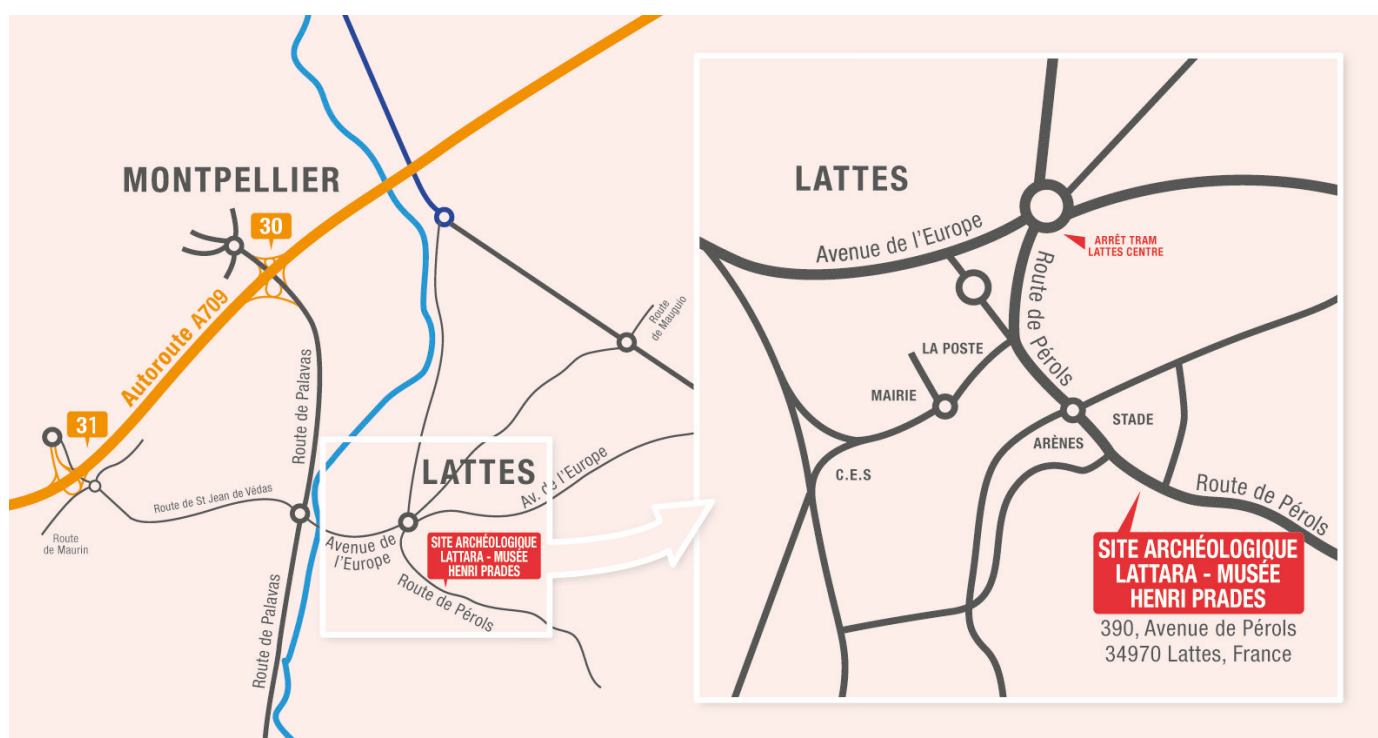 MONTPELLIER
30
Autoroute A709
31
Route de Palavas
Route
de Mauguio
LATTES
Route de St Jean de Védas
Av. de l'Europe
Route
de Maurin
Avenue de
l'Europe
SITE ARCHÉOLOGIQUE
LATTARA - MUSÉE
HENRI PRADES
Route de Pérols
Route de Palavas
LATTES
Avenue de l'Europe
ARRÊT TRAM
LATTES CENTRE
Route de Pérols
LA POSTE
MAIRIE
STADE
ARÈNES
C.E.S
Route de Pérols
SITE ARCHÉOLOGIQUE
LATTARA - MUSÉE
HENRI PRADES
390, Avenue de Pérols
34970 Lattes, France